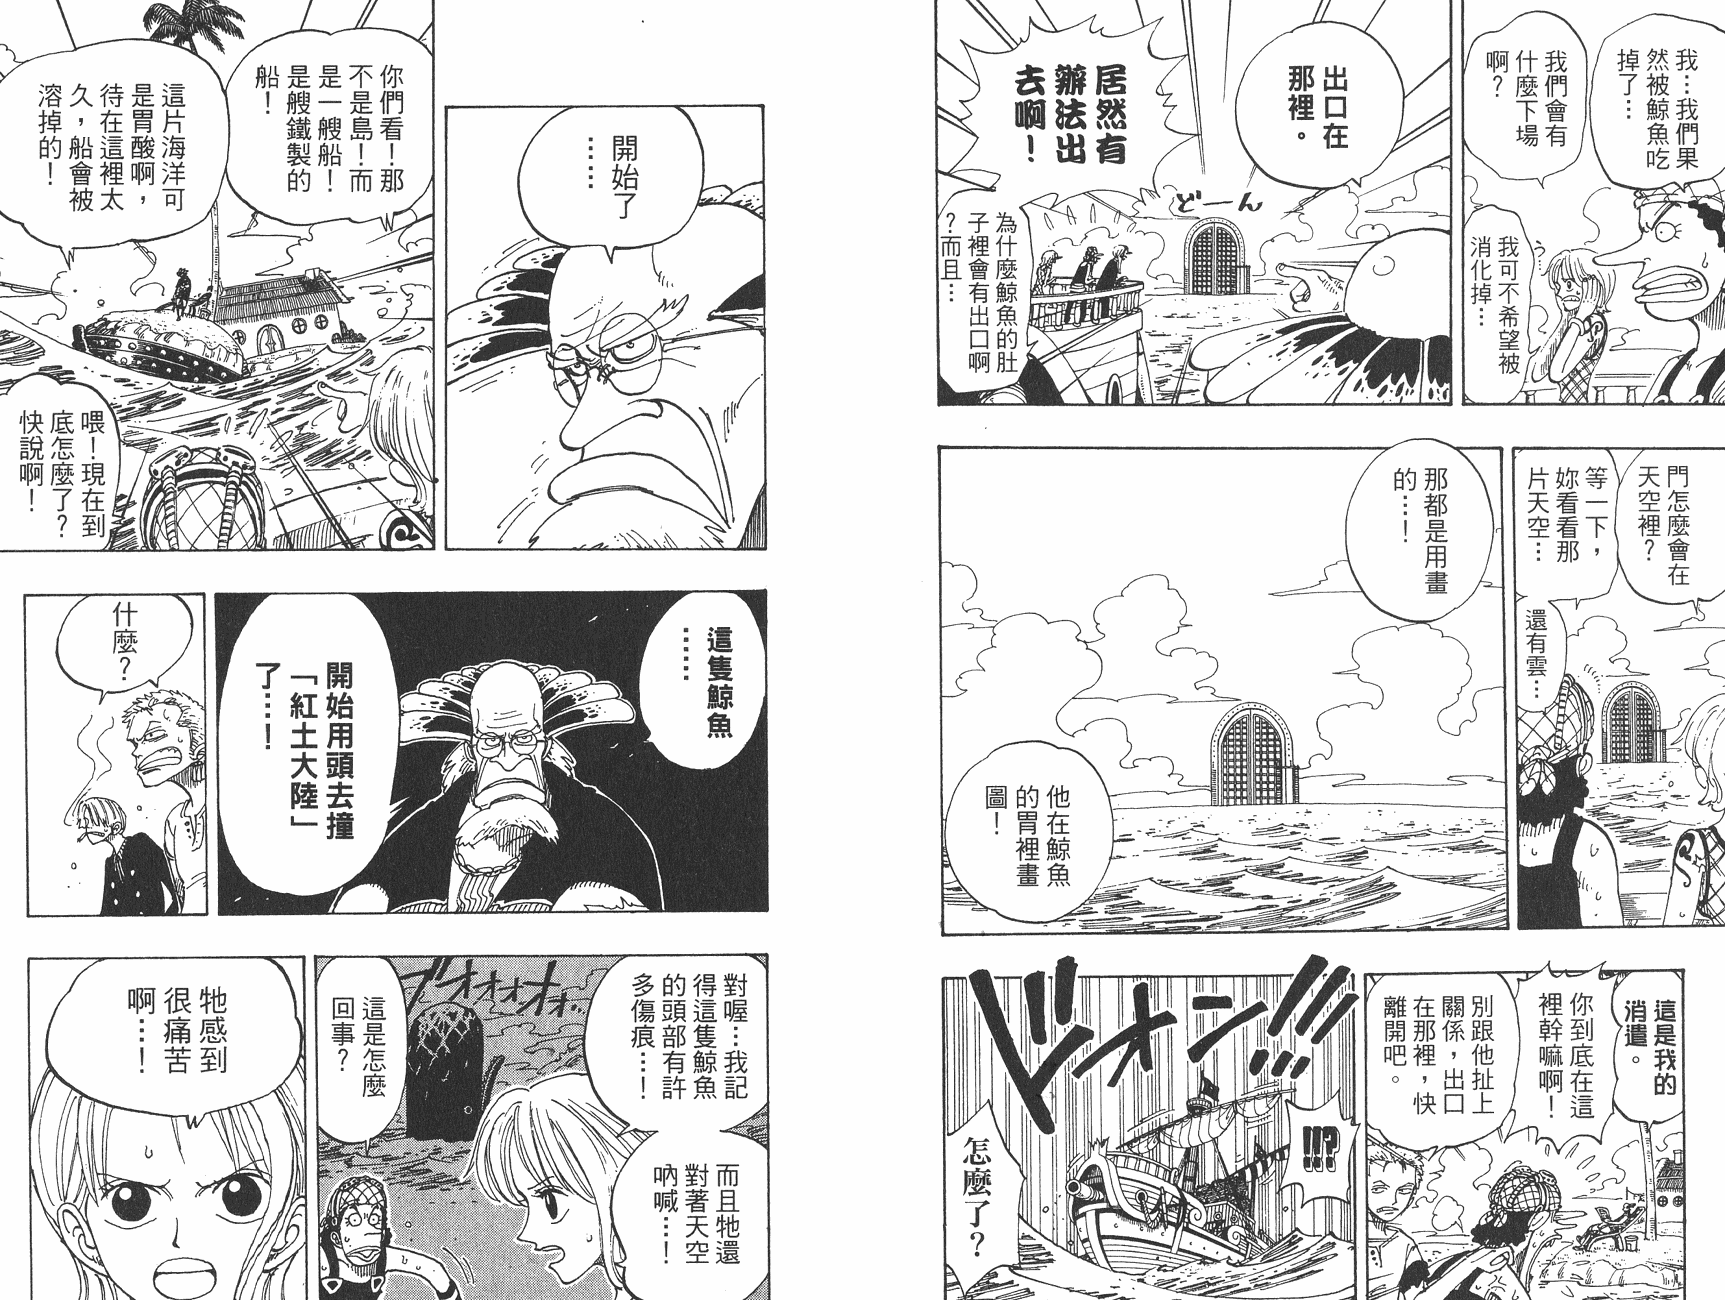 我…我們果
然被鯨魚吃
掉了…
我們會有
什麼下場
啊？
我可不希望被
消化掉…
う…
出口在
那裡。
どーん
居然有
辦法出
去啊！
為什麼鯨魚的肚
子裡會有出口啊
？而且…
門怎麼會在
天空裡？
等一下，
妳看看那
片天空…
還有雲…
那都是用畫
的…！
他在鯨魚
的胃裡畫
圖！
這是我的
消遣。
你到底在這
裡幹嘛啊！
別跟他扯上
關係，出口
在那裡，快
離開吧。
ドオオン!!!
!!!?
怎麼了？
開始了
……
你們看！那
不是島！而
是一艘船！
是艘鐵製的
船！
這片海洋可
是胃酸啊，
待在這裡太
久，船會被
溶掉的！
喂！現在到
底怎麼了？
快說啊！
這隻鯨魚
……
開始用頭去撞
「紅土大陸」
了…！
什麼？
對喔…我記
得這隻鯨魚
的頭部有許
多傷痕…！
而且牠還
對著天空
吶喊…！
ブオオオオ…
這是怎麼
回事？
牠感到
很痛苦
啊…！